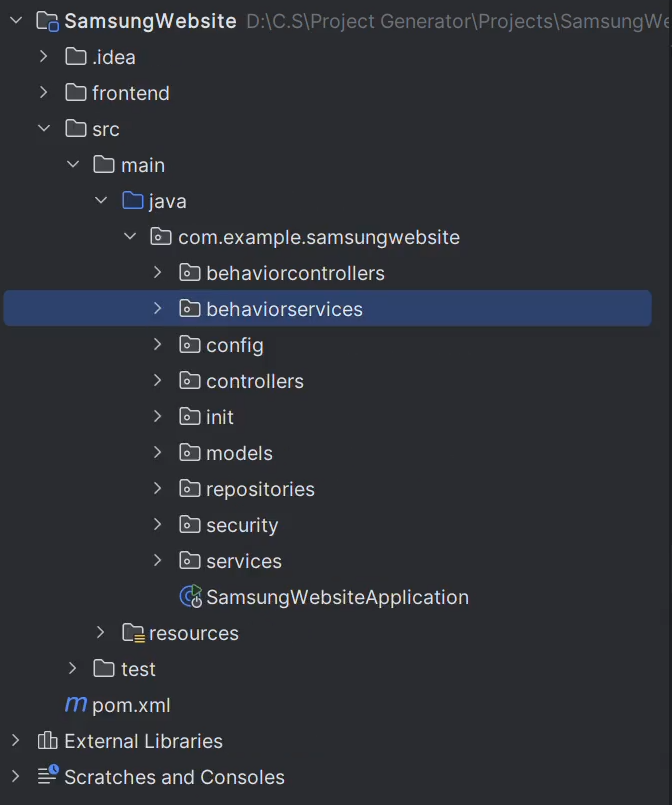 SamsungWebsite D:\C.S\Project Generator\Projects\SamsungWe
.idea
frontend
src
main
java
com.example.samsungwebsite
behaviorcontrollers
behaviorservices
config
controllers
init
models
repositories
security
services
SamsungWebsiteApplication
resources
test
m pom.xml
External Libraries
Scratches and Consoles